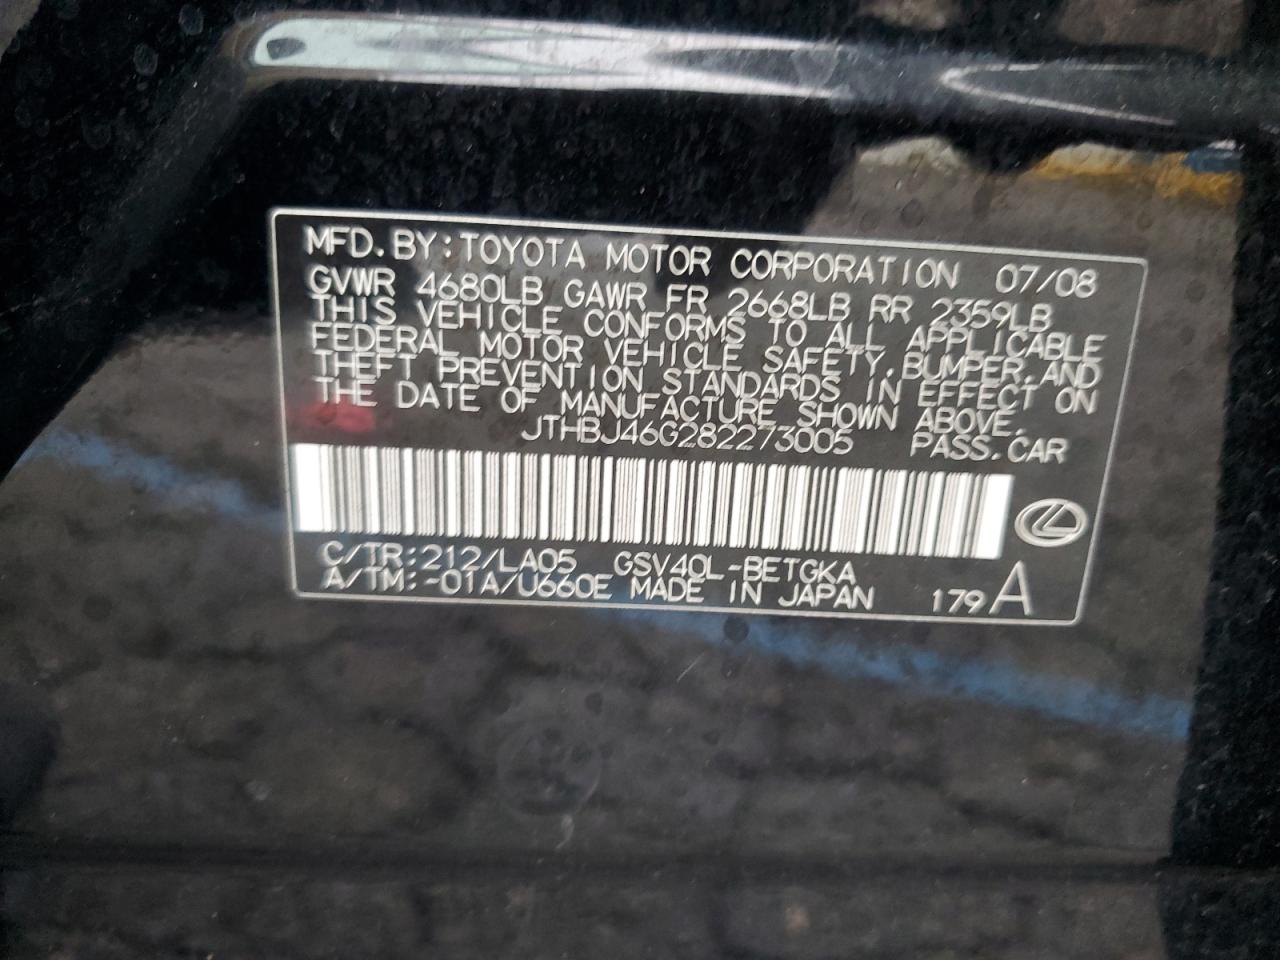 MFD.BY:TOYOTA MOTOR CORPORATION 07/08
GVWR 4680LB GAWR FR 2668LB RR 2359LB
THIS VEHICLE CONFORMS TO ALL APPLICABLE
FEDERAL MOTOR VEHICLE SAFETY,BUMPER,AND
THEFT PREVENTION STANDARDS IN EFFECT ON
THE DATE OF MANUFACTURE SHOWN ABOVE.
JTHBJ46G282273005 PASS.CAR
C/TR:212/LA05 GSV40L-BETGKA
A/TM:-01A/U660E MADE IN JAPAN 179 A